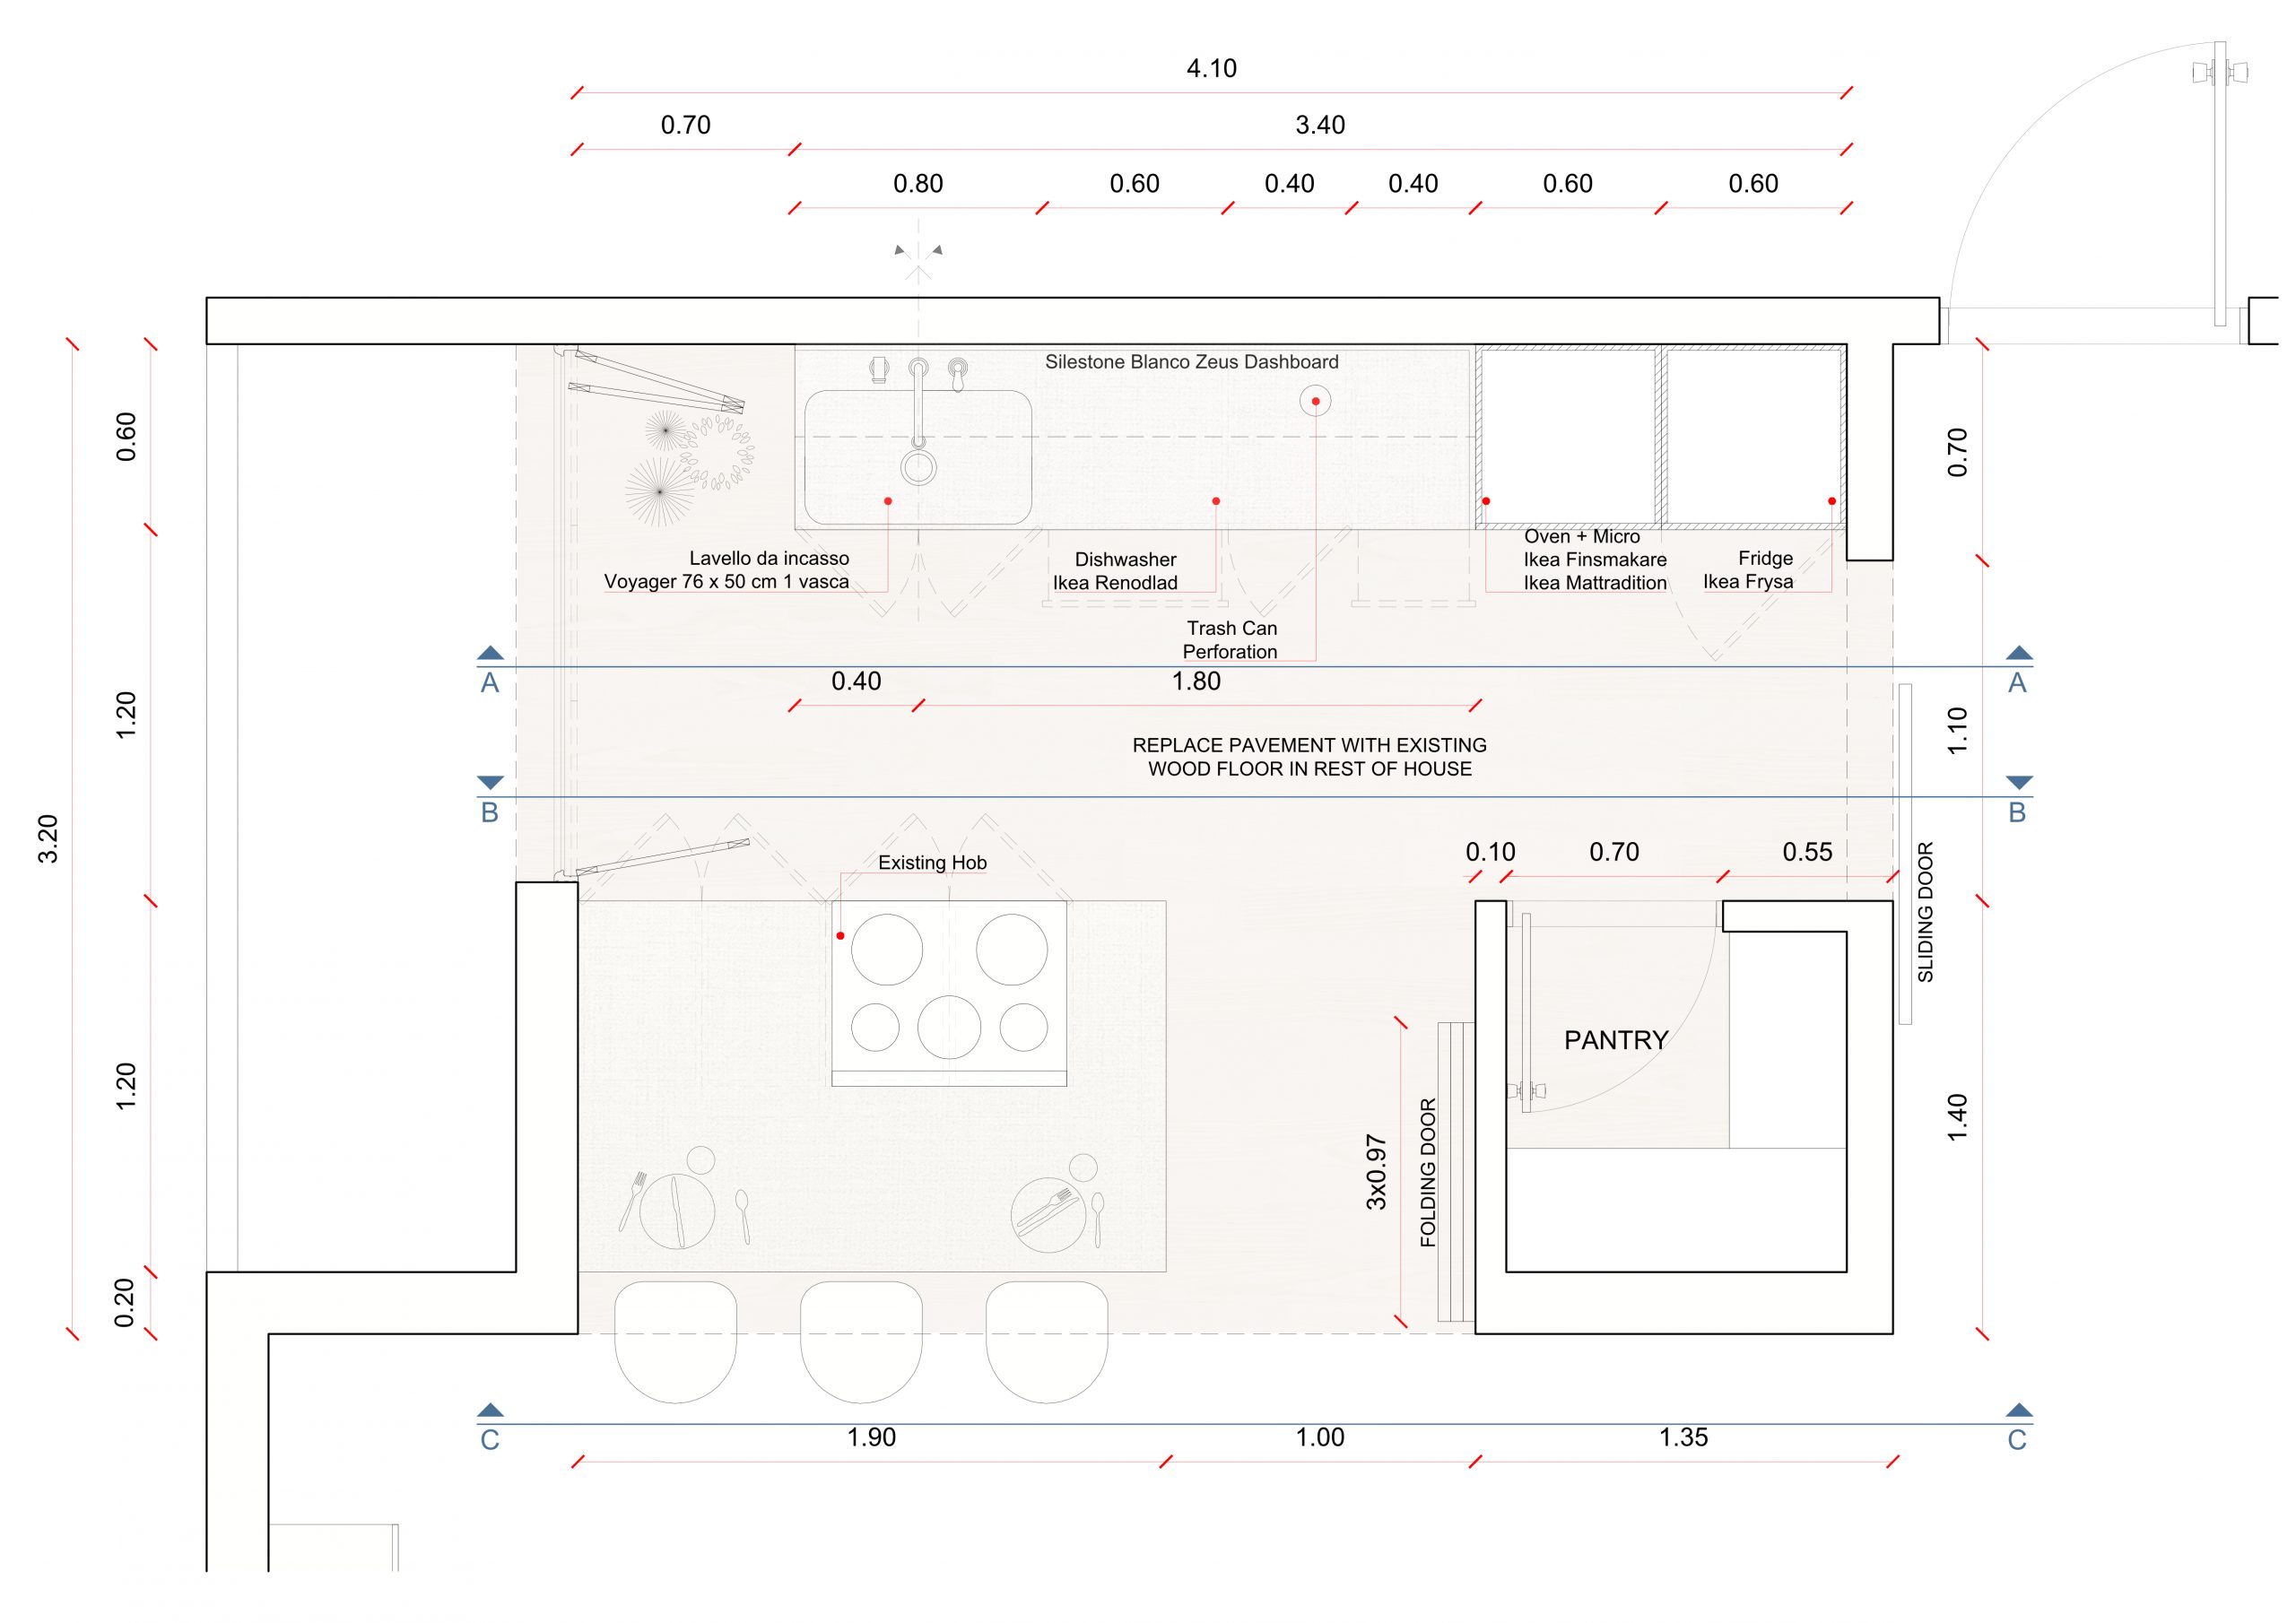 4.10
0.70
3.40
0.80
0.60
0.40
0.40
0.60
0.60
Silestone Blanco Zeus Dashboard
0.60
0.70
Lavello da incasso
Voyager 76 x 50 cm 1 vasca
Dishwasher
Ikea Renodlad
Oven + Micro
Ikea Finsmakare
Ikea Mattradition
Fridge
Ikea Frysa
Trash Can
Perforation
A
A
0.40
1.80
1.20
1.10
REPLACE PAVEMENT WITH EXISTING
WOOD FLOOR IN REST OF HOUSE
B
B
3.20
Existing Hob
0.10
0.70
0.55
SLIDING DOOR
PANTRY
1.20
3x0.97
FOLDING DOOR
1.40
0.20
C
C
1.90
1.00
1.35